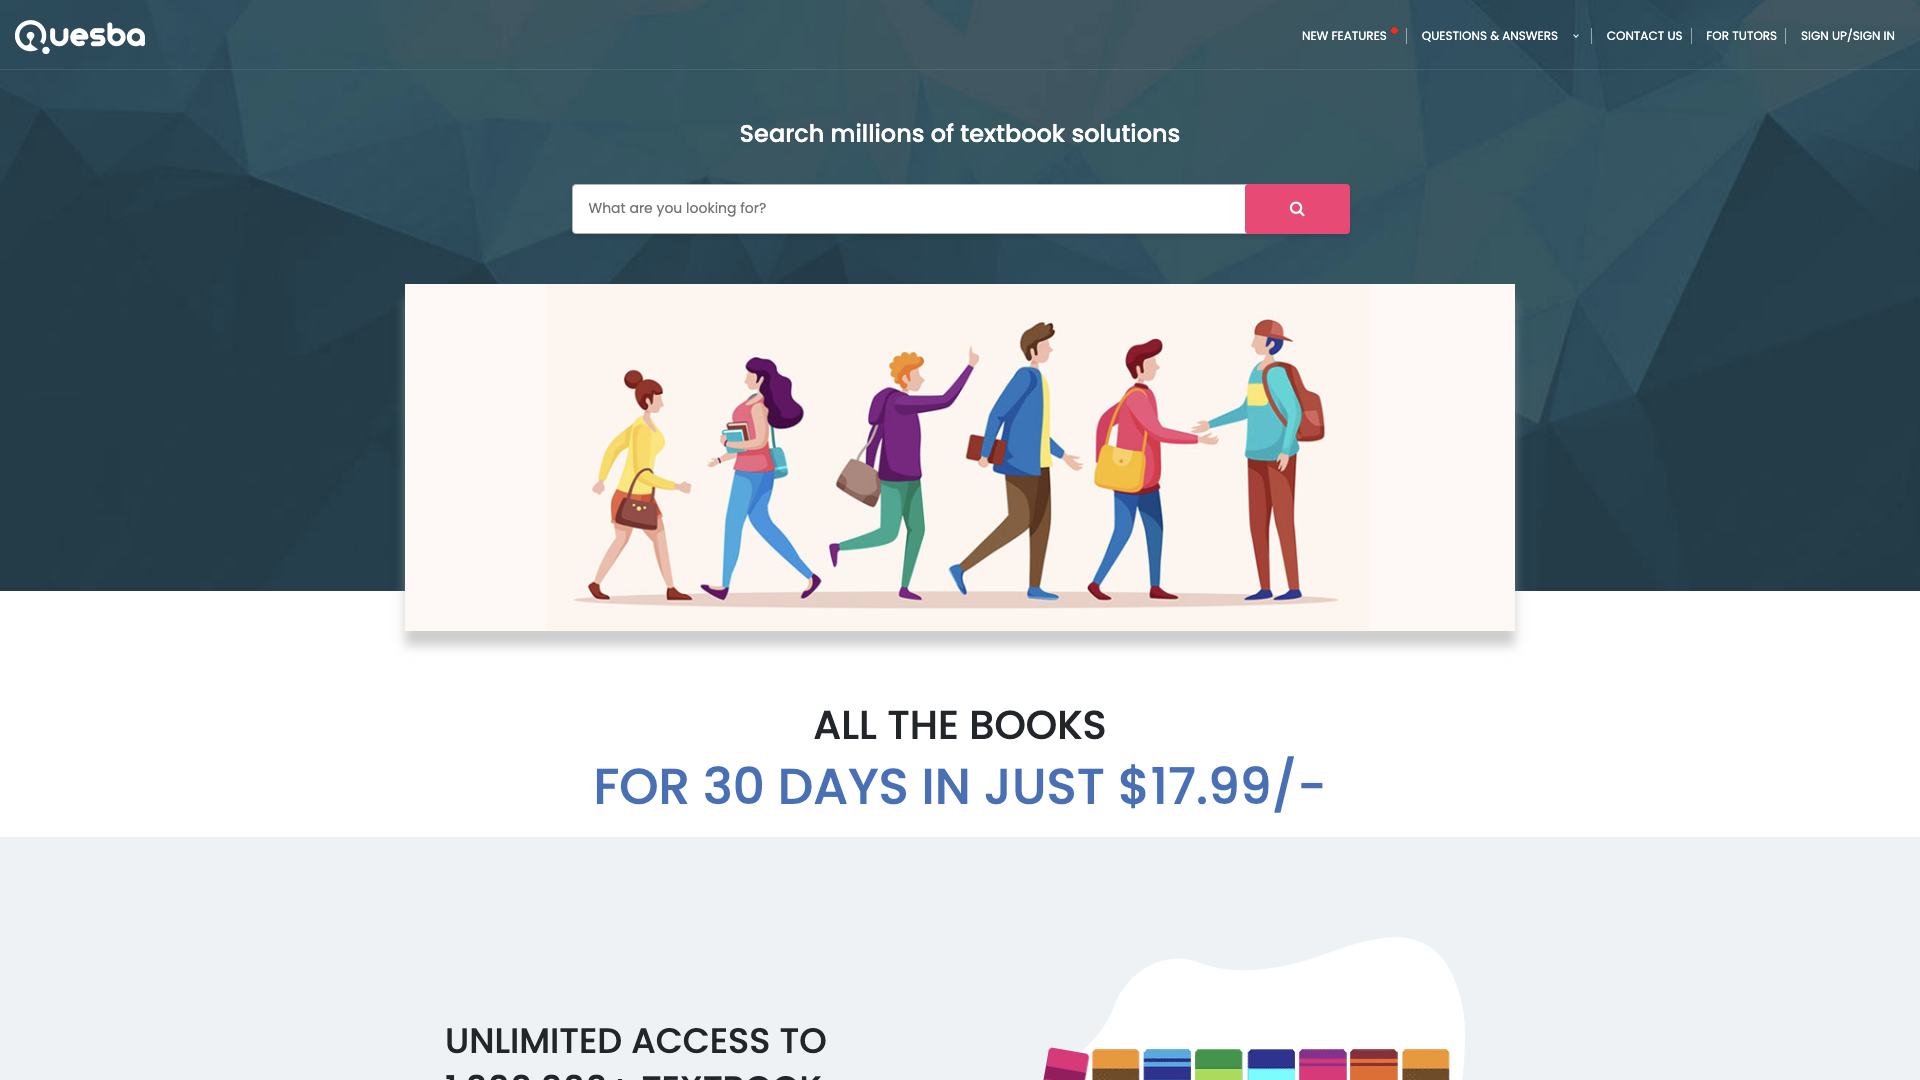 Quesba
NEW FEATURES
QUESTIONS & ANSWERS
CONTACT US
FOR TUTORS
SIGN UP/SIGN IN
Search millions of textbook solutions
What are you looking for?
ALL THE BOOKS
FOR 30 DAYS IN JUST $17.99/-
UNLIMITED ACCESS TO